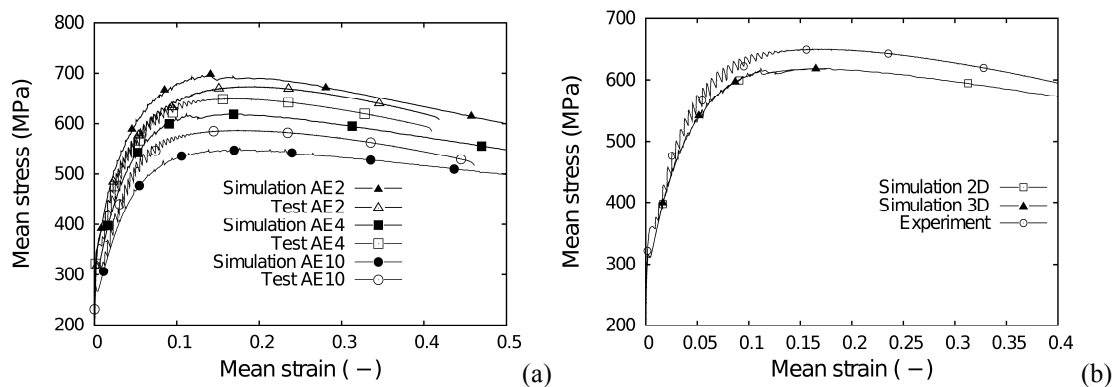 800
700
600
500
400
300
200
Mean stress (MPa)
0 0.1 0.2 0.3 0.4 0.5
Mean strain ( − )
Simulation AE2
Test AE2
Simulation AE4
Test AE4
Simulation AE10
Test AE10
(a)
700
600
500
400
300
200
Mean stress (MPa)
0 0.05 0.1 0.15 0.2 0.25 0.3 0.35 0.4
Mean strain ( − )
Simulation 2D
Simulation 3D
Experiment
(b)